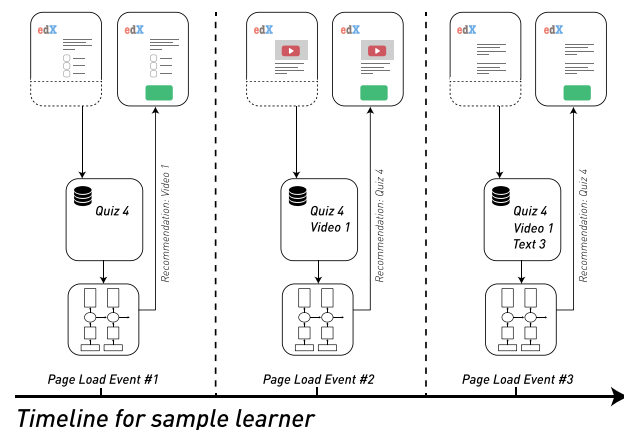 edX
edX
edX
edX
edX
edX
Quiz 4
Recommendation: Video 1
Quiz 4
Video 1
Recommendation: Quiz 4
Quiz 4
Video 1
Text 3
Recommendation: Quiz 4
Page Load Event #1
Page Load Event #2
Page Load Event #3
Timeline for sample learner